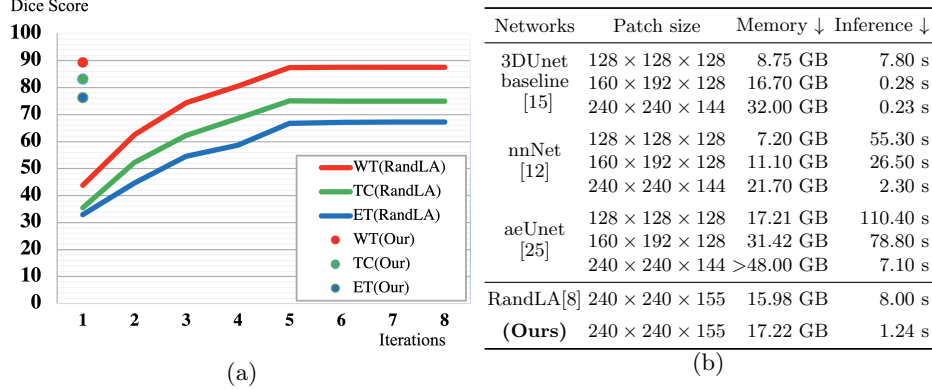 Dice Score
100
90
80
70
60
50
40
30
20
10
0
1 2 3 4 5 6 7 8
Iterations
WT(RandLA)
TC(RandLA)
ET(RandLA)
WT(Our)
TC(Our)
ET(Our)
(a)
Networks Patch size Memory ↓ Inference ↓
3DUnet baseline [15]
128 × 128 × 128 8.75 GB 7.80 s
160 × 192 × 128 16.70 GB 0.28 s
240 × 240 × 144 32.00 GB 0.23 s
nnNet [12]
128 × 128 × 128 7.20 GB 55.30 s
160 × 192 × 128 11.10 GB 26.50 s
240 × 240 × 144 21.70 GB 2.30 s
aeUnet [25]
128 × 128 × 128 17.21 GB 110.40 s
160 × 192 × 128 31.42 GB 78.80 s
240 × 240 × 144 >48.00 GB 7.10 s
RandLA[8] 240 × 240 × 155 15.98 GB 8.00 s
(Ours) 240 × 240 × 155 17.22 GB 1.24 s
(b)